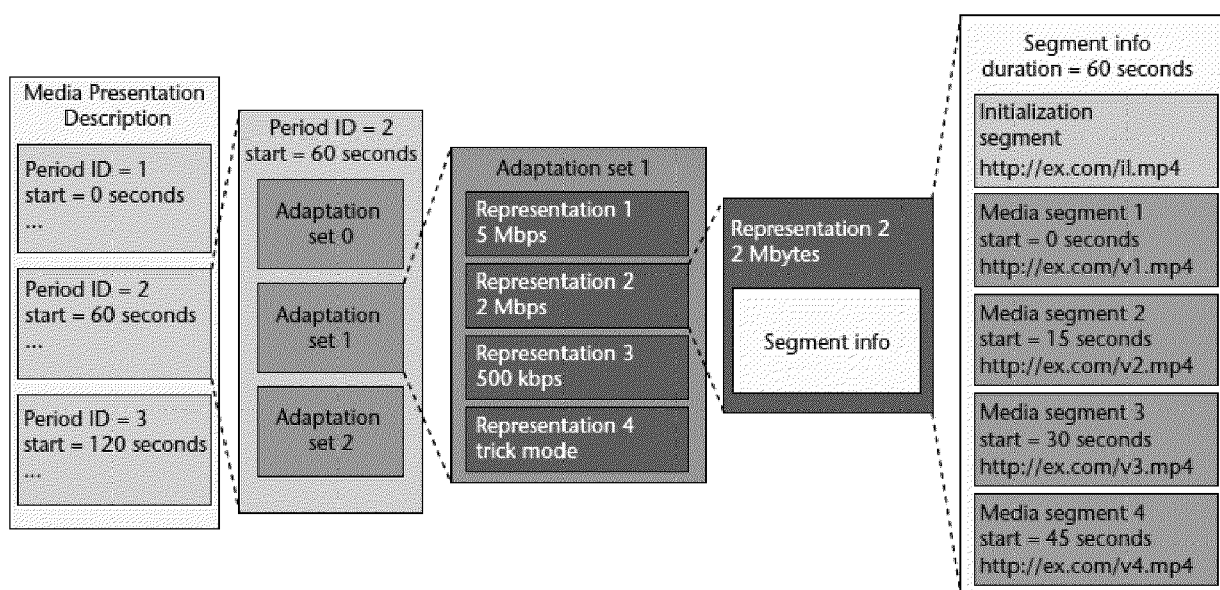 Media Presentation
Description
Period ID = 1
start = 0 seconds
...
Period ID = 2
start = 60 seconds
...
Period ID = 3
start = 120 seconds
...
Period ID = 2
start = 60 seconds
Adaptation
set 0
Adaptation
set 1
Adaptation
set 2
Adaptation set 1
Representation 1
5 Mbps
Representation 2
2 Mbps
Representation 3
500 kbps
Representation 4
trick mode
Representation 2
2 Mbytes
Segment info
Segment info
duration = 60 seconds
Initialization
segment
http://ex.com/il.mp4
Media segment 1
start = 0 seconds
http://ex.com/v1.mp4
Media segment 2
start = 15 seconds
http://ex.com/v2.mp4
Media segment 3
start = 30 seconds
http://ex.com/v3.mp4
Media segment 4
start = 45 seconds
http://ex.com/v4.mp4